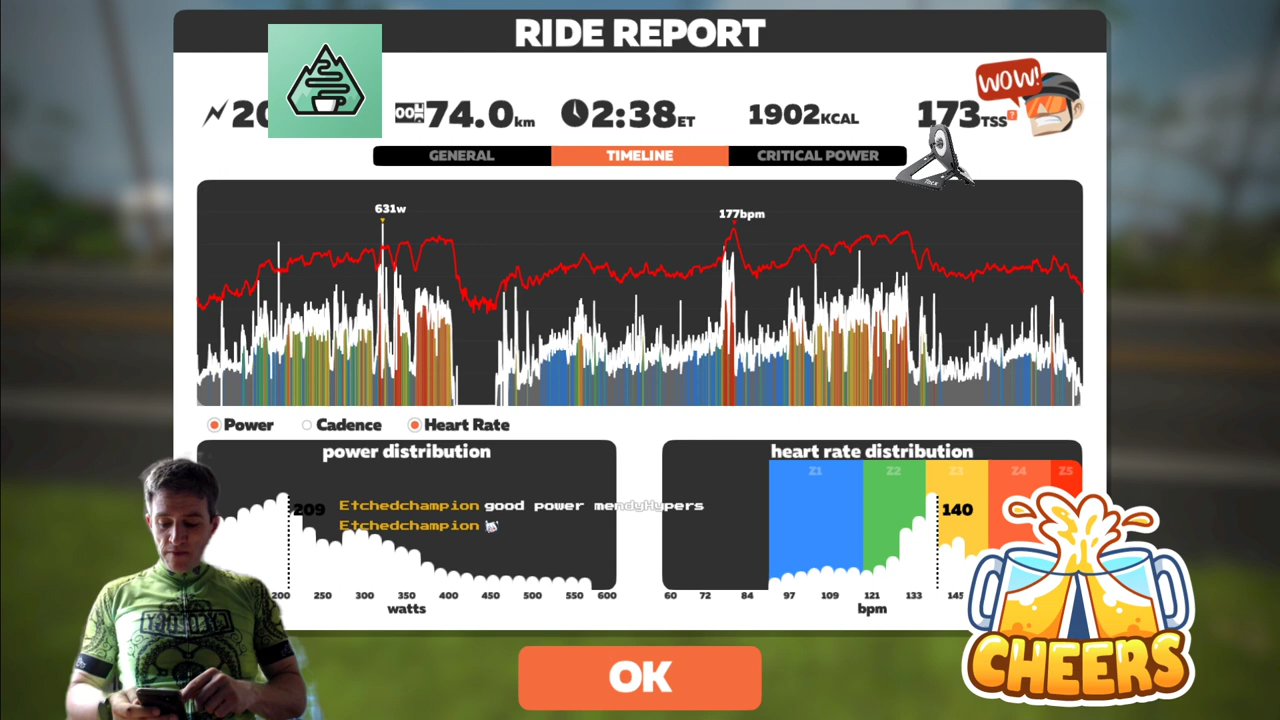 RIDE REPORT
WOW!
20
74.0km
2:38ET
1902KCAL
173TSS
?
GENERAL
TIMELINE
CRITICAL POWER
631w
177bpm
Power
Cadence
Heart Rate
power distribution
heart rate distribution
Z1
Z2
Z3
Z4
Z5
209
Etchedchampion good power mendyHypers
Etchedchampion
140
200 250 300 350 400 450 500 550 600
watts
60 72 84 97 109 121 133 145
bpm
CHEERS
OK